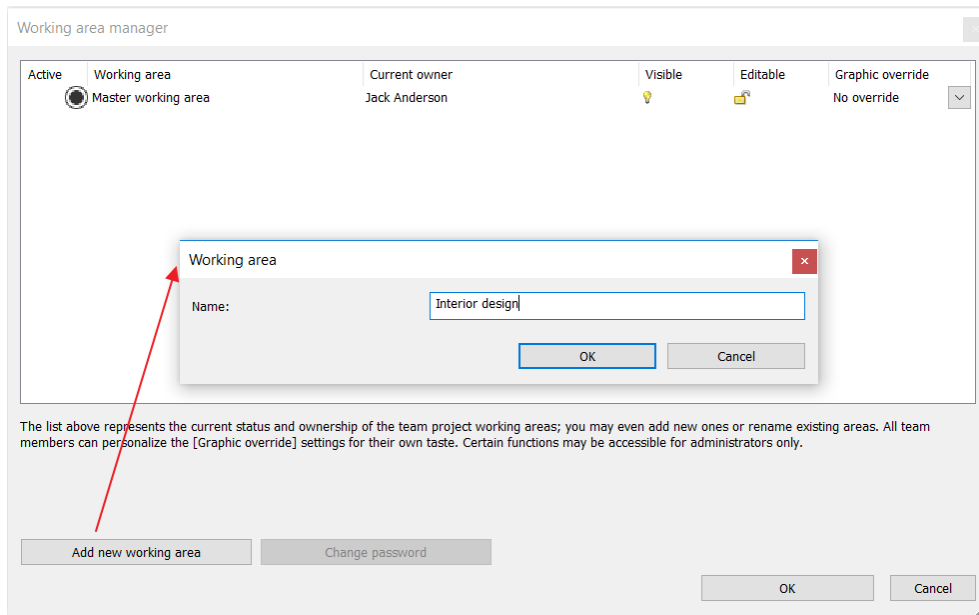 Working area manager
Active Working area Current owner Visible Editable Graphic override
Master working area Jack Anderson No override
Working area
Name: Interior design
OK Cancel
The list above represents the current status and ownership of the team project working areas; you may even add new ones or rename existing areas. All team
members can personalize the [Graphic override] settings for their own taste. Certain functions may be accessible for administrators only.
Add new working area Change password
OK Cancel